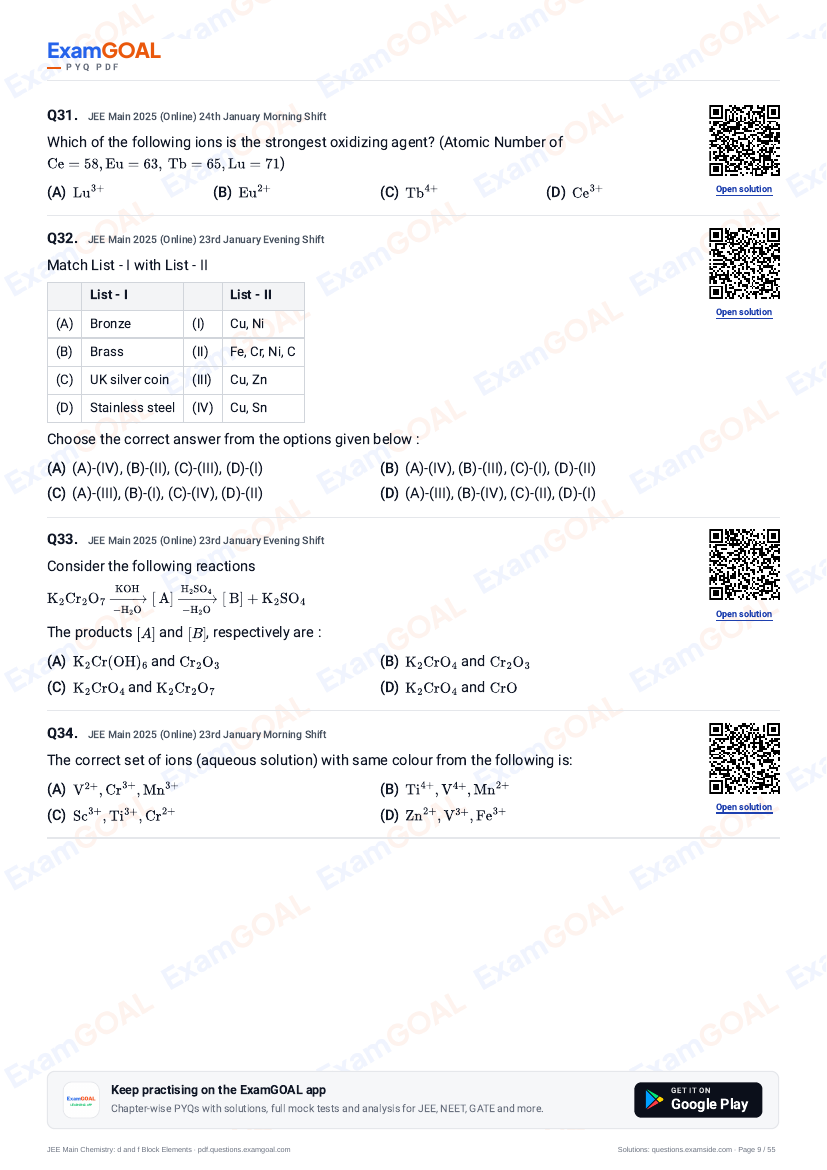 ExamGOAL
PYQ PDF
Q31. JEE Main 2025 (Online) 24th January Morning Shift
Which of the following ions is the strongest oxidizing agent? (Atomic Number of
Ce = 58, Eu = 63, Tb = 65, Lu = 71)
(A) Lu³⁺ (B) Eu²⁺ (C) Tb⁴⁺ (D) Ce³⁺
Open solution
Q32. JEE Main 2025 (Online) 23rd January Evening Shift
Match List - I with List - II
List - I List - II
(A) Bronze (I) Cu, Ni
(B) Brass (II) Fe, Cr, Ni, C
(C) UK silver coin (III) Cu, Zn
(D) Stainless steel (IV) Cu, Sn
Open solution
Choose the correct answer from the options given below :
(A) (A)-(IV), (B)-(II), (C)-(III), (D)-(I) (B) (A)-(IV), (B)-(III), (C)-(I), (D)-(II)
(C) (A)-(III), (B)-(I), (C)-(IV), (D)-(II) (D) (A)-(III), (B)-(IV), (C)-(II), (D)-(I)
Q33. JEE Main 2025 (Online) 23rd January Evening Shift
Consider the following reactions
K₂Cr₂O₇ —KOH/−H₂O→ [ A] —H₂SO₄/−H₂O→ [ B] + K₂SO₄
Open solution
The products [A] and [B], respectively are :
(A) K₂Cr(OH)₆ and Cr₂O₃ (B) K₂CrO₄ and Cr₂O₃
(C) K₂CrO₄ and K₂Cr₂O₇ (D) K₂CrO₄ and CrO
Q34. JEE Main 2025 (Online) 23rd January Morning Shift
The correct set of ions (aqueous solution) with same colour from the following is:
(A) V²⁺, Cr³⁺, Mn³⁺ (B) Ti⁴⁺, V⁴⁺, Mn²⁺
(C) Sc³⁺, Ti³⁺, Cr²⁺ (D) Zn²⁺, V³⁺, Fe³⁺
Open solution
Keep practising on the ExamGOAL app
Chapter-wise PYQs with solutions, full mock tests and analysis for JEE, NEET, GATE and more.
ExamGOAL
GET IT ON
Google Play
JEE Main Chemistry: d and f Block Elements · pdf.questions.examgoal.com
Solutions: questions.examside.com · Page 9 / 55